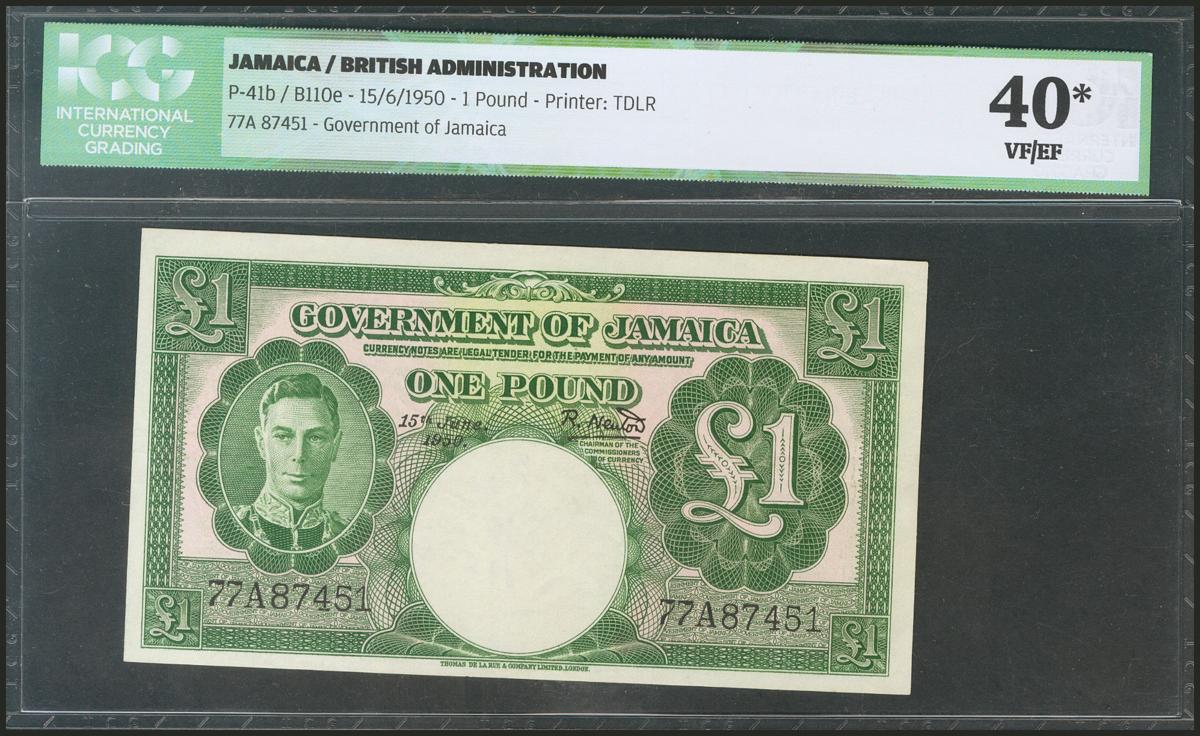 ICG
INTERNATIONAL
CURRENCY
GRADING
JAMAICA / BRITISH ADMINISTRATION
P-41b / B110e - 15/6/1950 - 1 Pound - Printer: TDLR
77A 87451 - Government of Jamaica
40*
VF/EF
£1
£1
GOVERNMENT OF JAMAICA
CURRENCY NOTES ARE LEGAL TENDER FOR THE PAYMENT OF ANY AMOUNT
ONE POUND
15th June,
1950.
CHAIRMAN OF THE
COMMISSIONERS
OF CURRENCY
£1
77A87451
77A87451
£1
£1
THOMAS DE LA RUE & COMPANY LIMITED, LONDON.